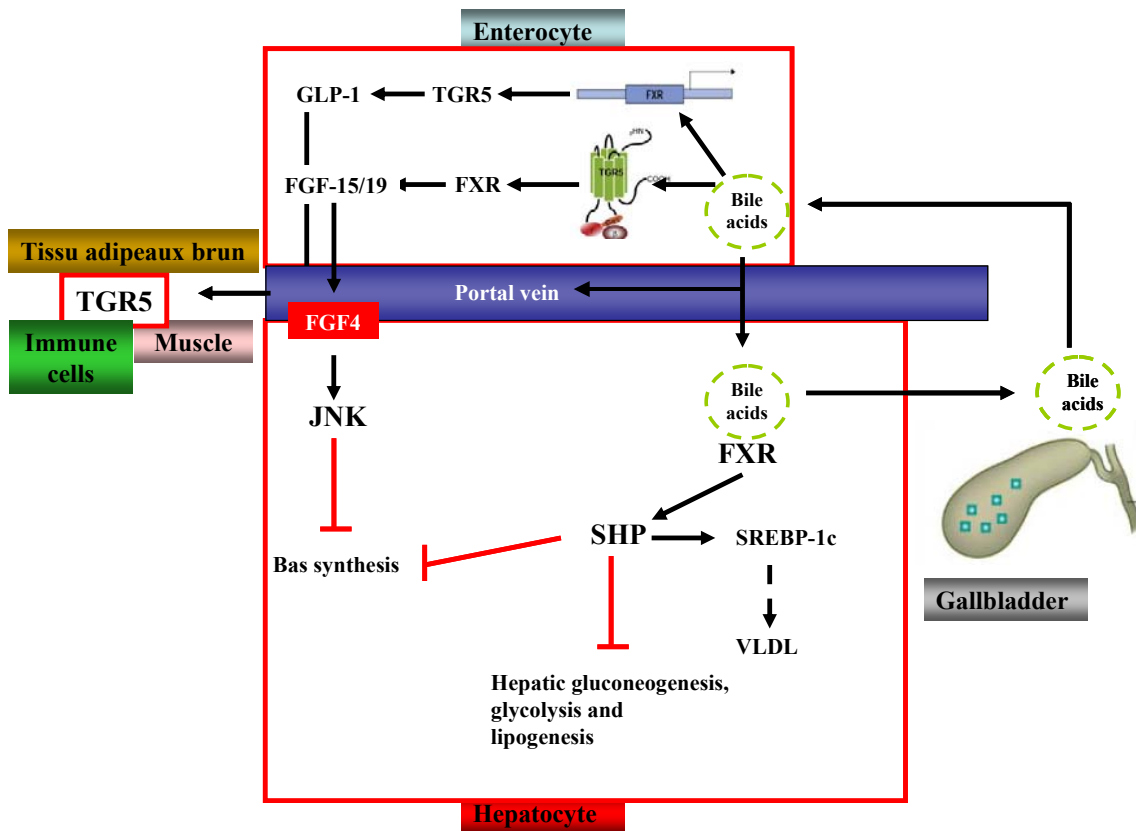 Enterocyte
GLP-1
TGR5
FXR
HN
FGF-15/19
FXR
TGR5
COOH
Bile
acids
Tissu adipeaux brun
TGR5
Immune
cells
Muscle
Portal vein
FGF4
JNK
Bile
acids
FXR
Bile
acids
SHP
SREBP-1c
Bas synthesis
VLDL
Gallbladder
Hepatic gluconeogenesis,
glycolysis and
lipogenesis
Hepatocyte